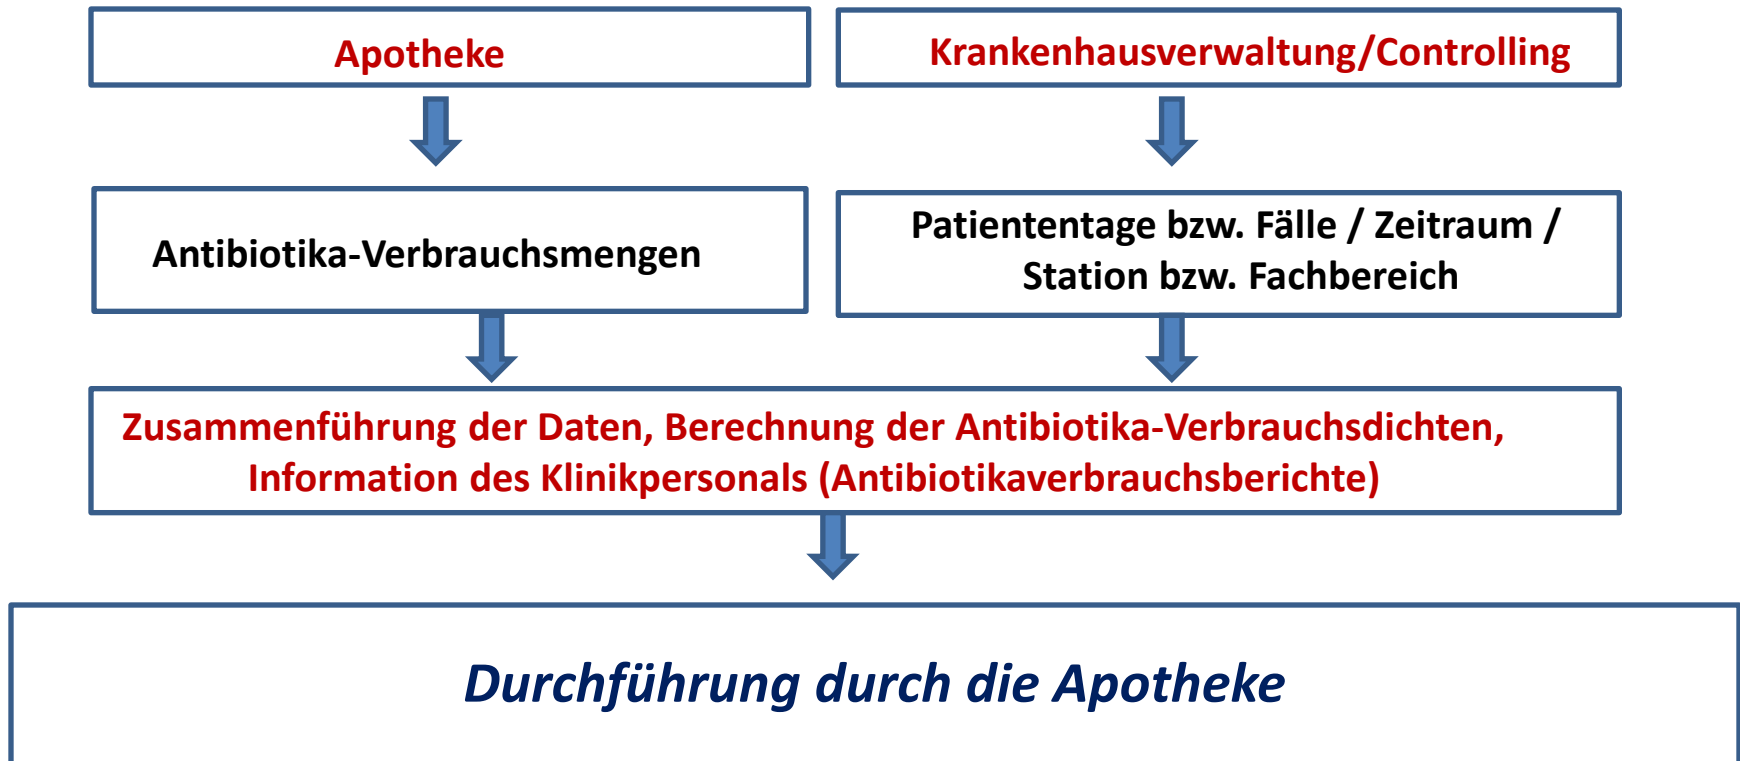 Apotheke
Krankenhausverwaltung/Controlling
Antibiotika-Verbrauchsmengen
Patiententage bzw. Fälle / Zeitraum /
Station bzw. Fachbereich
Zusammenführung der Daten, Berechnung der Antibiotika-Verbrauchsdichten,
Information des Klinikpersonals (Antibiotikaverbrauchsberichte)
Durchführung durch die Apotheke